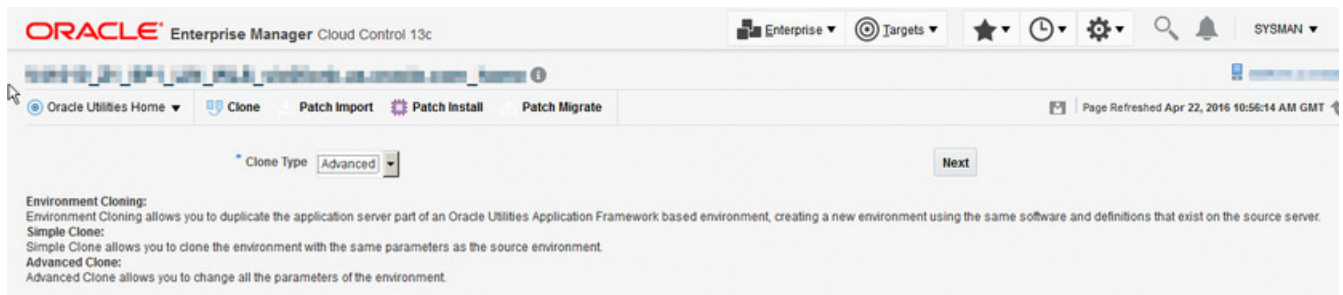 ORACLE Enterprise Manager Cloud Control 13c
Enterprise Targets SYSMAN
Oracle Utilities Home Clone Patch Import Patch Install Patch Migrate Page Refreshed Apr 22, 2016 10:56:14 AM GMT
* Clone Type Advanced Next
Environment Cloning:
Environment Cloning allows you to duplicate the application server part of an Oracle Utilities Application Framework based environment, creating a new environment using the same software and definitions that exist on the source server.
Simple Clone:
Simple Clone allows you to clone the environment with the same parameters as the source environment.
Advanced Clone:
Advanced Clone allows you to change all the parameters of the environment.